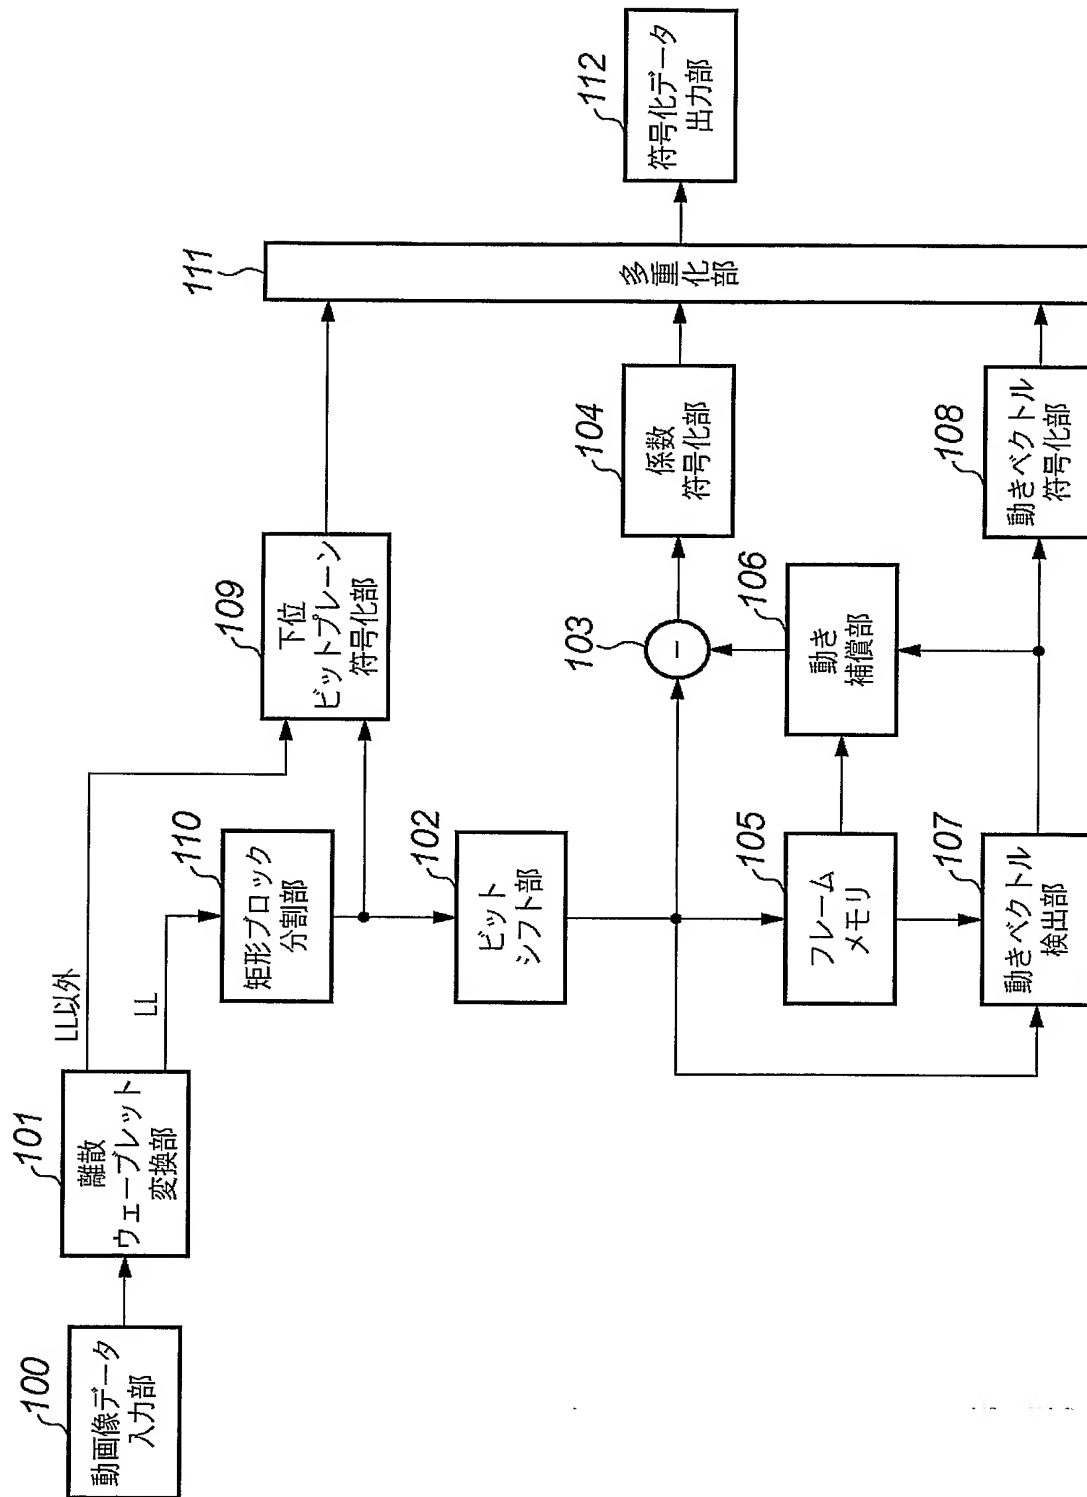 100
動画像データ
入力部
101
離散
ウェーブレット
変換部
LL以外
LL
110
矩形ブロック
分割部
102
ビット
シフト部
109
下位
ビットプレーン
符号化部
103
−
104
係数
符号化部
105
フレーム
メモリ
106
動き
補償部
107
動きベクトル
検出部
108
動きベクトル
符号化部
111
多重化部
112
符号化データ
出力部